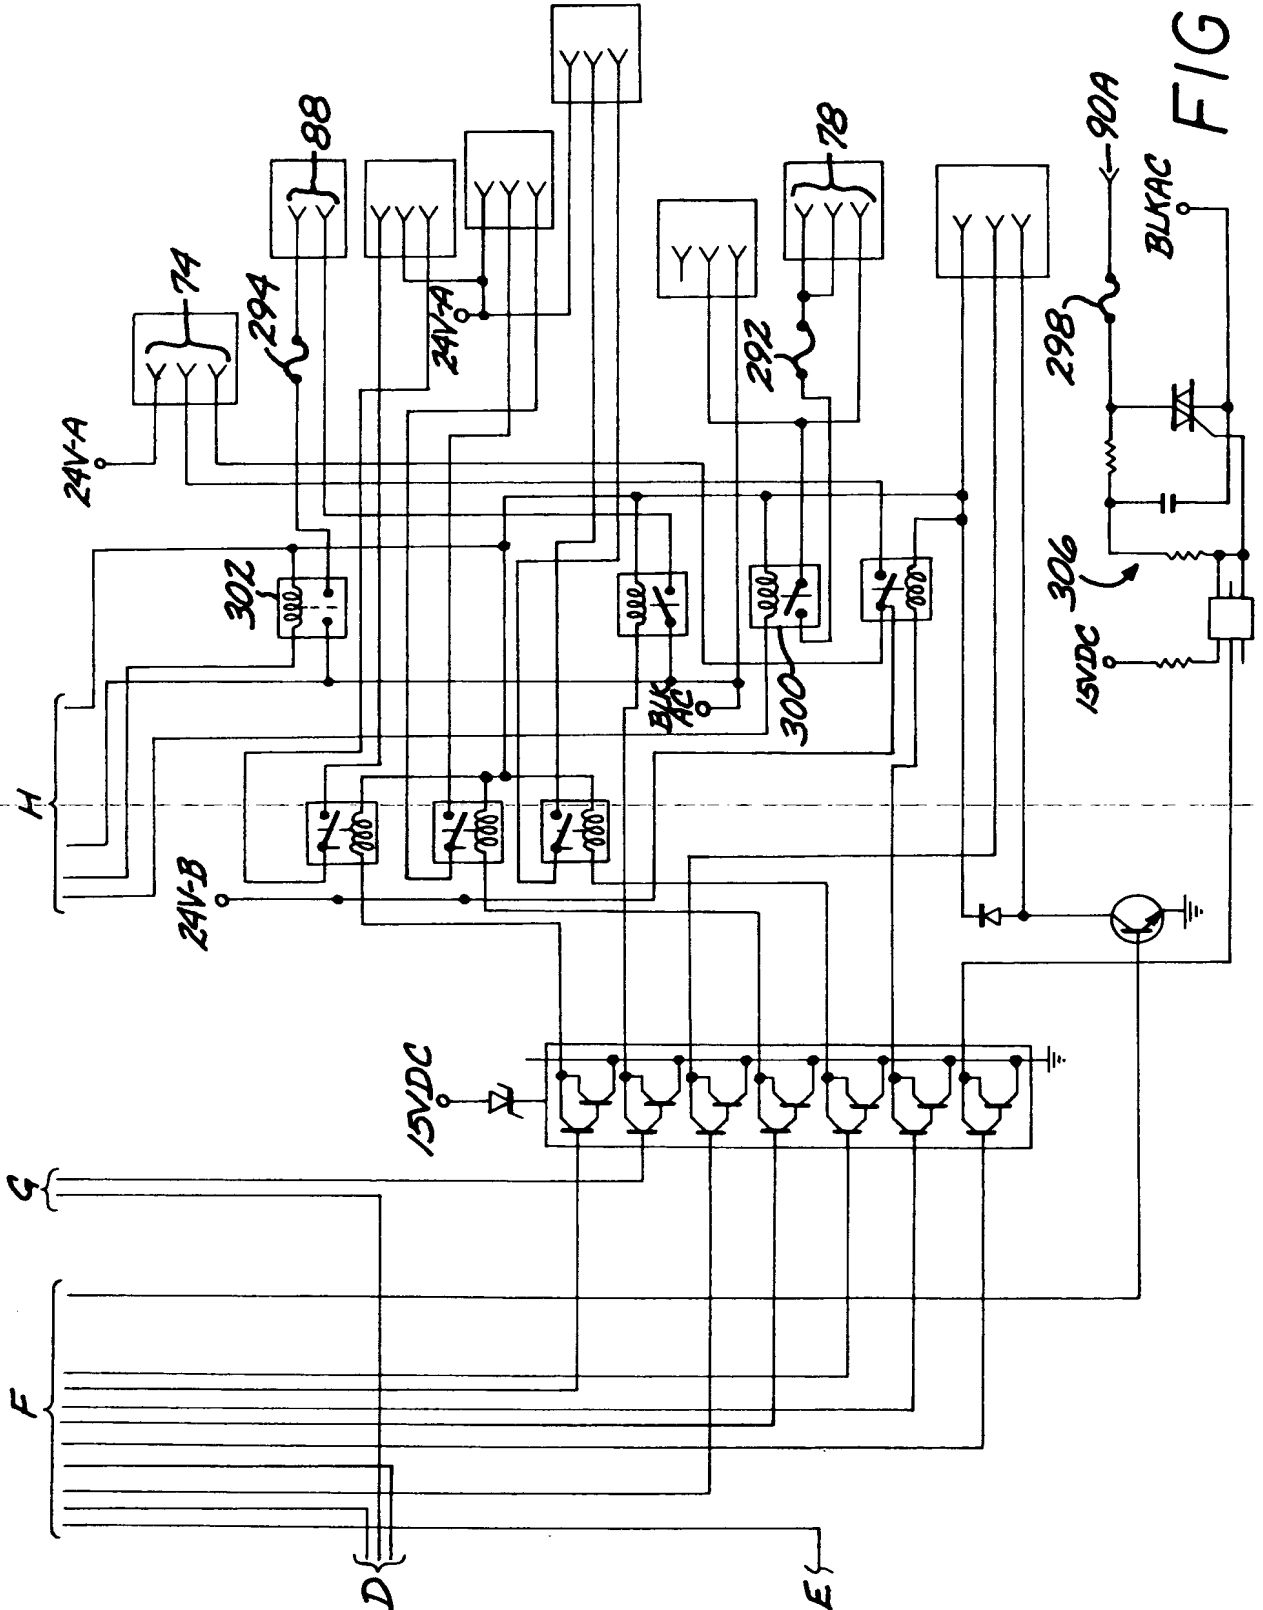 FIG
90A
BLKAC
298
306
15VDC
78
292
300
BLK
AC
88
294
24V-A
74
24V-A
302
H
24V-B
15VDC
G
F
D
E